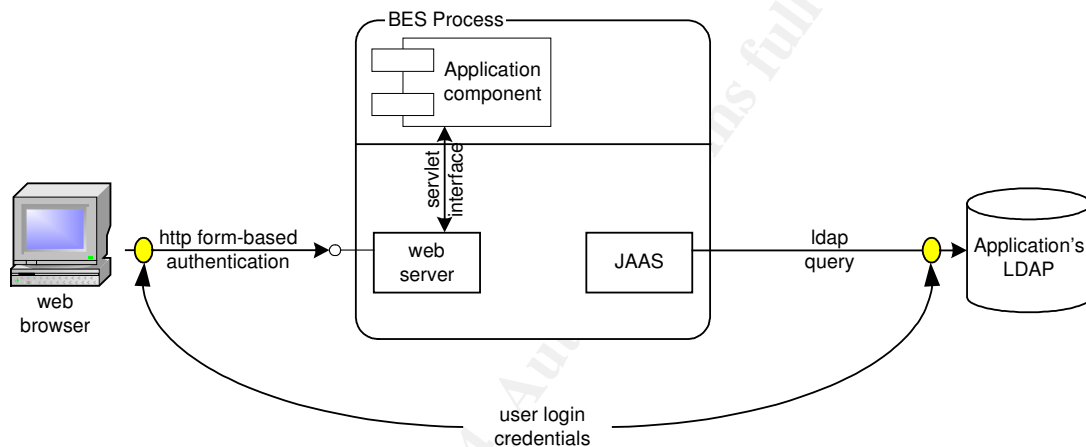 BES Process
Application
component
servlet
interface
http form-based
authentication
web
server
JAAS
ldap
query
Application's
LDAP
web
browser
user login
credentials